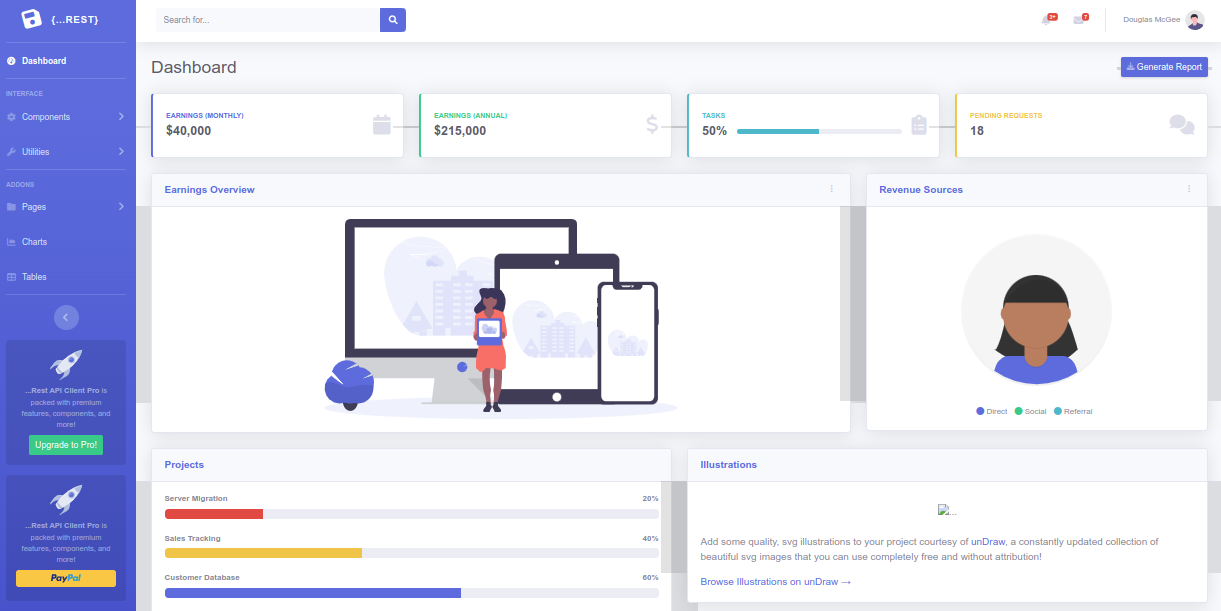 {...REST}
Search for...
3+
7
Douglas McGee
Dashboard
INTERFACE
Components
Utilities
ADDONS
Pages
Charts
Tables
...Rest API Client Pro is
packed with premium
features, components, and
more!
Upgrade to Pro!
...Rest API Client Pro is
packed with premium
features, components, and
more!
PayPal
Dashboard
Generate Report
EARNINGS (MONTHLY)
$40,000
EARNINGS (ANNUAL)
$215,000
TASKS
50%
PENDING REQUESTS
18
Earnings Overview
Revenue Sources
Direct Social Referral
Projects
Server Migration 20%
Sales Tracking 40%
Customer Database 60%
Illustrations
...
Add some quality, svg illustrations to your project courtesy of unDraw, a constantly updated collection of
beautiful svg images that you can use completely free and without attribution!
Browse Illustrations on unDraw →